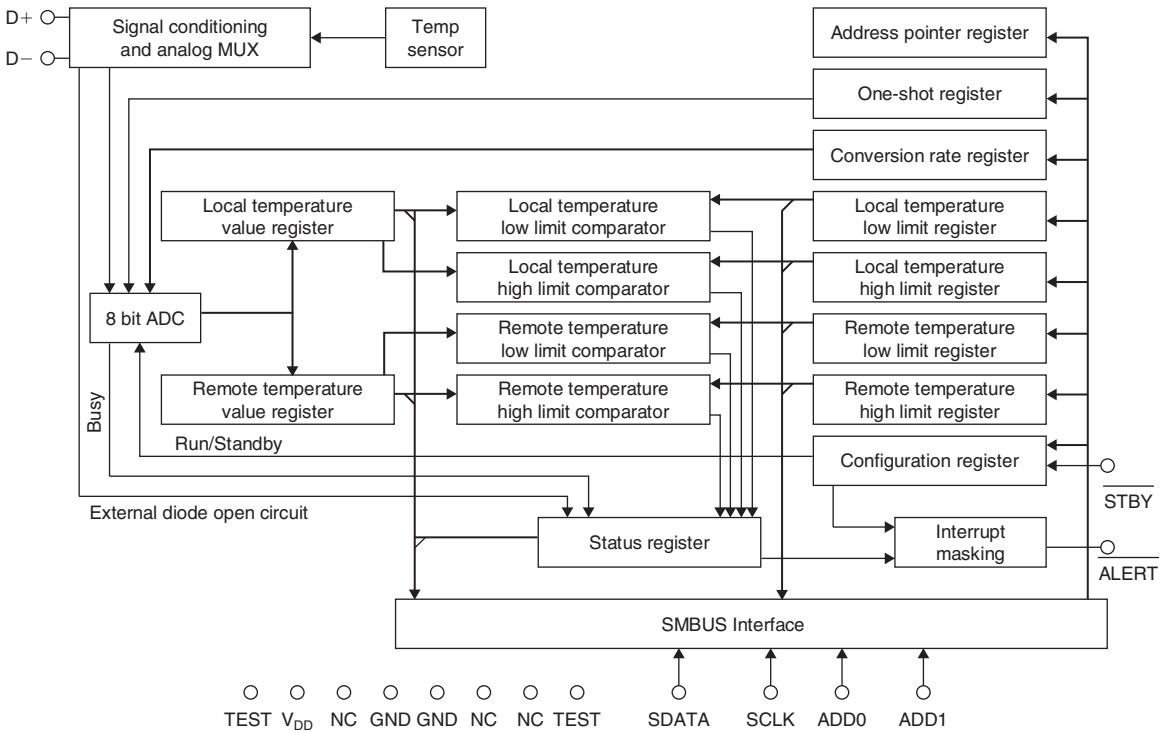 D+
D−
Signal conditioning
and analog MUX
Temp
sensor
Address pointer register
One-shot register
Conversion rate register
Local temperature
value register
Local temperature
low limit comparator
Local temperature
low limit register
Local temperature
high limit comparator
Local temperature
high limit register
8 bit ADC
Remote temperature
low limit comparator
Remote temperature
low limit register
Remote temperature
value register
Remote temperature
high limit comparator
Remote temperature
high limit register
Busy
Run/Standby
Configuration register
STBY
External diode open circuit
Status register
Interrupt
masking
ALERT
SMBUS Interface
TEST VDD NC GND GND NC NC TEST SDATA SCLK ADD0 ADD1